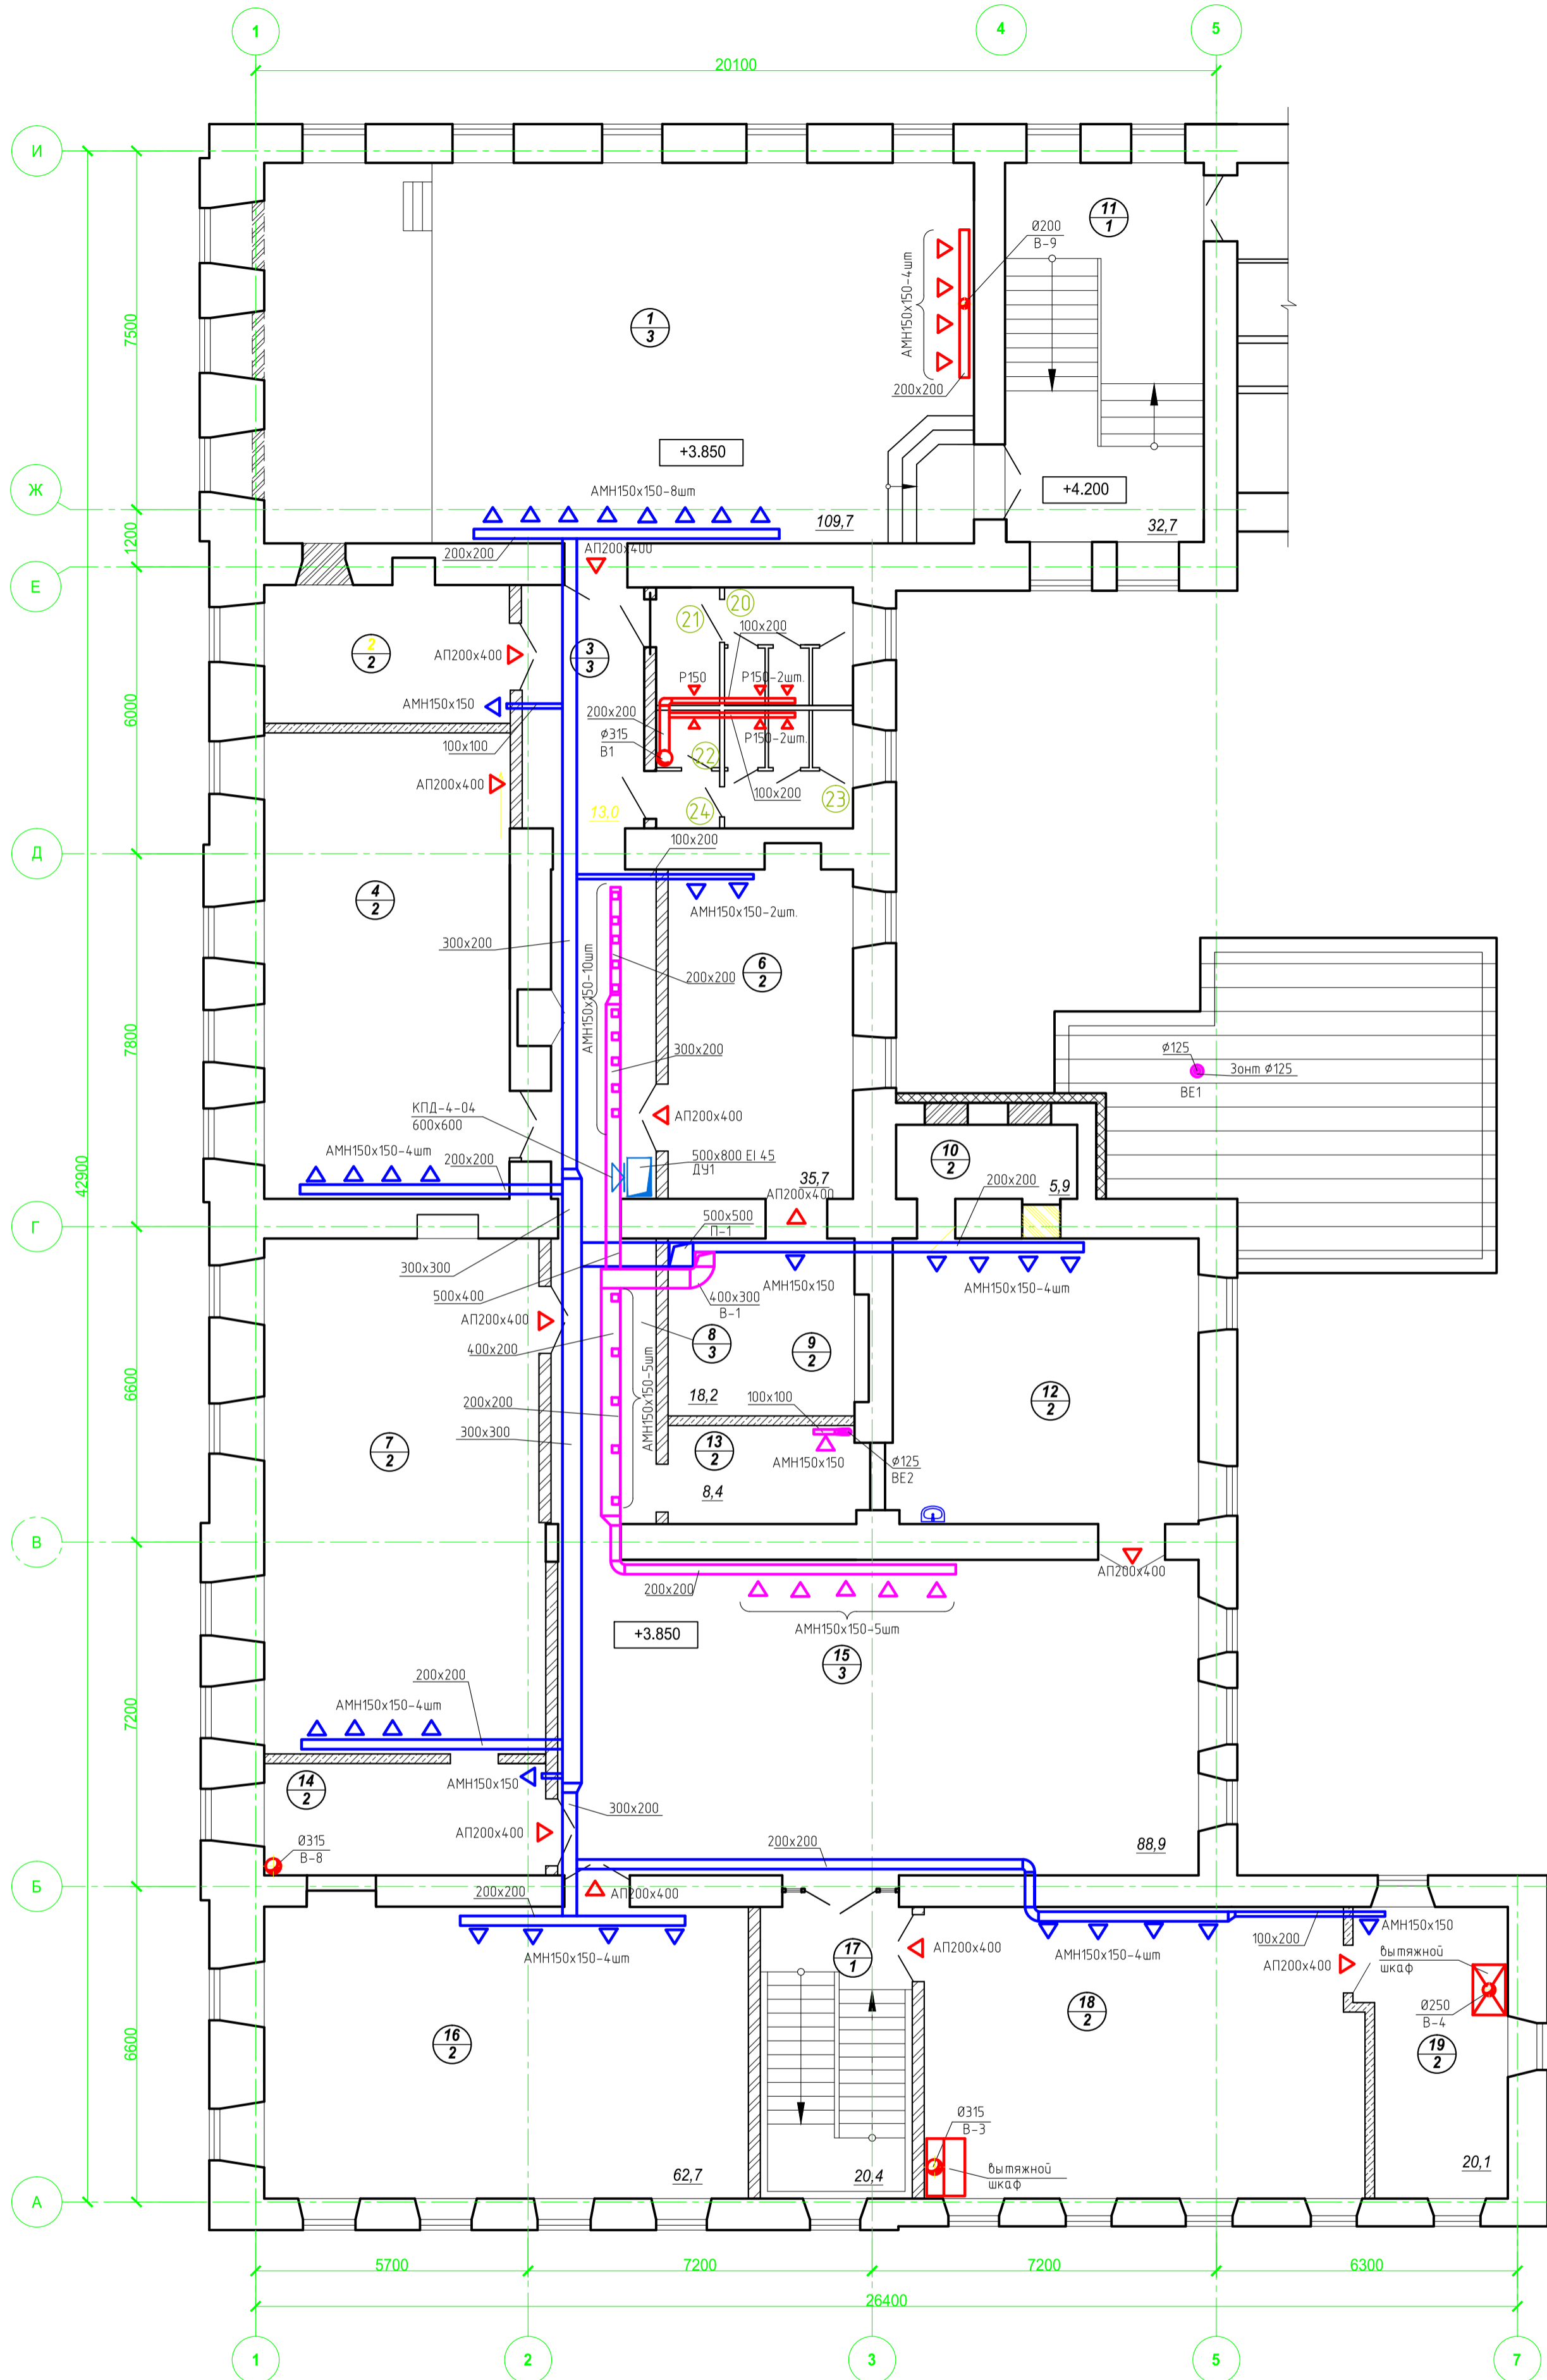 1
4
5
20100
И
11
1
Ø200
В-9
АМН150х150-4шт
7500
1
3
200х200
+3.850
+4.200
Ж
АМН150х150-8шт
109,7
32,7
1200
200х200
АП200х400
Е
20
21
100х200
2
2
3
3
АП200х400
Р150
Р150-2шт.
АМН150х150
6000
200х200
Ø315
В1
Р150-2шт.
100х100
22
АП200х400
100х200
23
24
13,0
100х200
Д
4
2
АМН150х150-2шт.
300х200
АМН150х150-10шт
6
2
200х200
7800
300х200
Ø125
Зонт Ø125
ВЕ1
КПД-4-04
600х600
АП200х400
АМН150х150-4шт
500х800 EI 45
ДУ1
10
2
42900
200х200
35,7
200х200
5,9
АП200х400
500х500
П-1
Г
300х300
АМН150х150
АМН150х150-4шт
500х400
400х300
В-1
АП200х400
8
3
9
2
400х200
АМН150х150-5шт
6600
18,2
100х100
12
2
200х200
300х300
7
2
13
2
АМН150х150
Ø125
ВЕ2
8,4
В
АП200х400
200х200
АМН150х150-5шт
+3.850
15
3
200х200
АМН150х150-4шт
7200
14
2
АМН150х150
300х200
АП200х400
Ø315
В-8
200х200
88,9
Б
200х200
АП200х400
АМН150х150-4шт
17
1
АП200х400
АМН150х150-4шт
100х200
АМН150х150
АП200х400
вытяжной
шкаф
18
2
Ø250
В-4
16
2
19
2
6600
Ø315
В-3
62,7
20,4
вытяжной
шкаф
20,1
А
5700
7200
7200
6300
26400
1
2
3
5
7